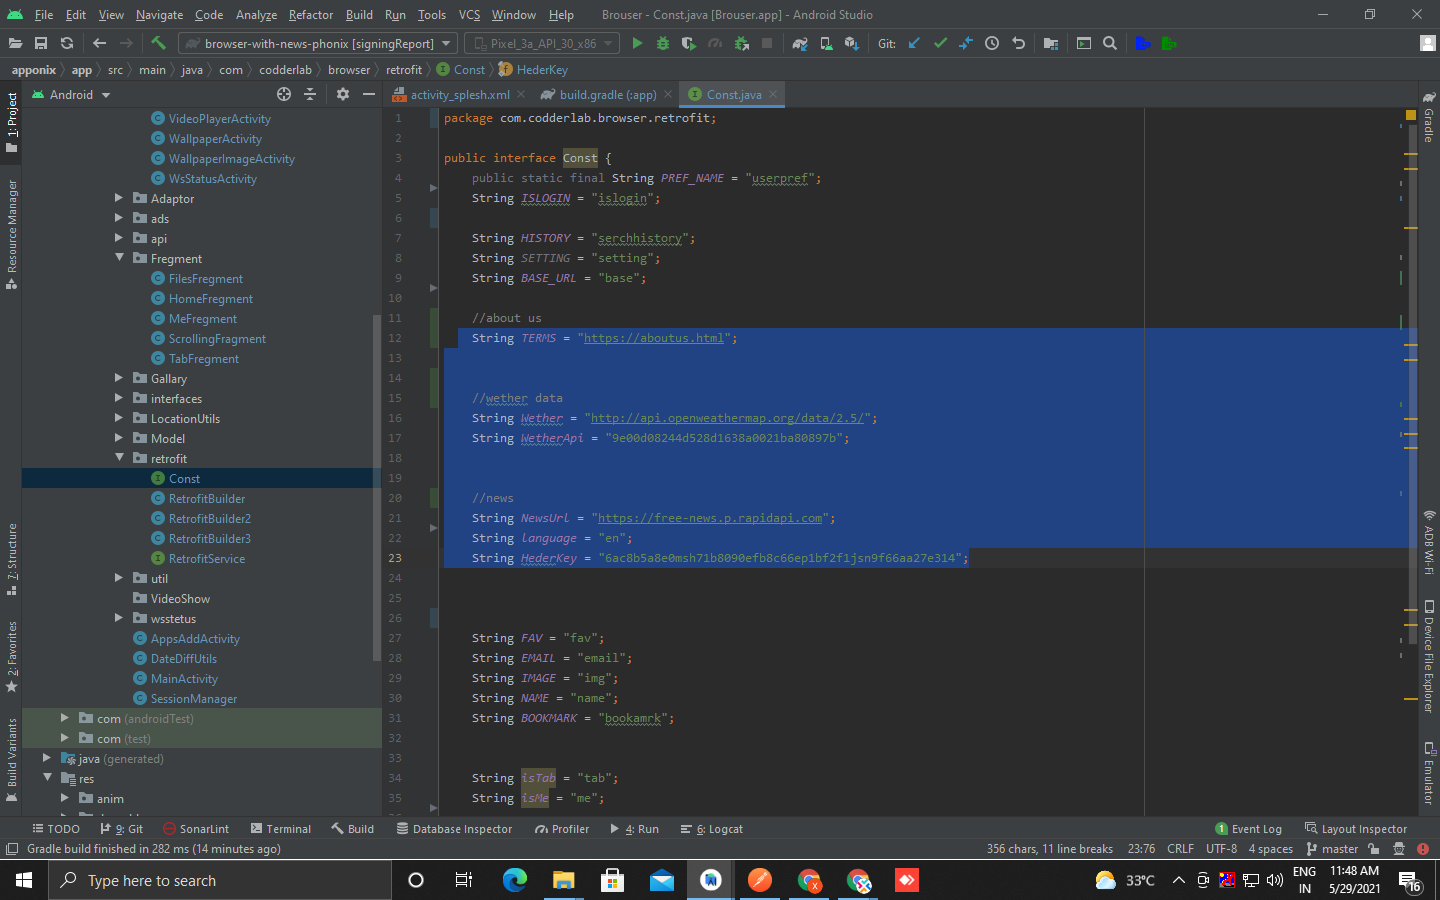 File Edit View Navigate Code Analyze Refactor Build Run Tools VCS Window Help Brouser - Const.java [Brouser.app] - Android Studio
browser-with-news-phonix [signingReport] Pixel_3a_API_30_x86 Git:
apponix app src main java com codderlab browser retrofit Const HederKey
Android activity_splesh.xml build.gradle (:app) Const.java
1: Project
Resource Manager
7: Structure
2: Favorites
Build Variants
VideoPlayerActivity
WallpaperActivity
WallpaperImageActivity
WsStatusActivity
Adaptor
ads
api
Fregment
FilesFregment
HomeFregment
MeFregment
ScrollingFragment
TabFregment
Gallary
interfaces
LocationUtils
Model
retrofit
Const
RetrofitBuilder
RetrofitBuilder2
RetrofitBuilder3
RetrofitService
util
VideoShow
wsstetus
AppsAddActivity
DateDiffUtils
MainActivity
SessionManager
com (androidTest)
com (test)
java (generated)
res
anim
1 package com.codderlab.browser.retrofit;
2
3 public interface Const {
4 public static final String PREF_NAME = "userpref";
5 String ISLOGIN = "islogin";
6
7 String HISTORY = "serchhistory";
8 String SETTING = "setting";
9 String BASE_URL = "base";
10
11 //about us
12 String TERMS = "https://aboutus.html";
13
14
15 //wether data
16 String Wether = "http://api.openweathermap.org/data/2.5/";
17 String WetherApi = "9e00d08244d528d1638a0021ba80897b";
18
19
20 //news
21 String NewsUrl = "https://free-news.p.rapidapi.com";
22 String language = "en";
23 String HederKey = "6ac8b5a8e0msh71b8090efb8c66ep1bf2f1jsn9f66aa27e314";
24
25
26
27 String FAV = "fav";
28 String EMAIL = "email";
29 String IMAGE = "img";
30 String NAME = "name";
31 String BOOKMARK = "bookamrk";
32
33
34 String isTab = "tab";
35 String isMe = "me";
Gradle
ADB Wi-Fi
Device File Explorer
Emulator
TODO 9: Git SonarLint Terminal Build Database Inspector Profiler 4: Run 6: Logcat 1 Event Log Layout Inspector
Gradle build finished in 282 ms (14 minutes ago) 356 chars, 11 line breaks 23:76 CRLF UTF-8 4 spaces master
Type here to search 33°C ENG IN 11:48 AM 5/29/2021 16